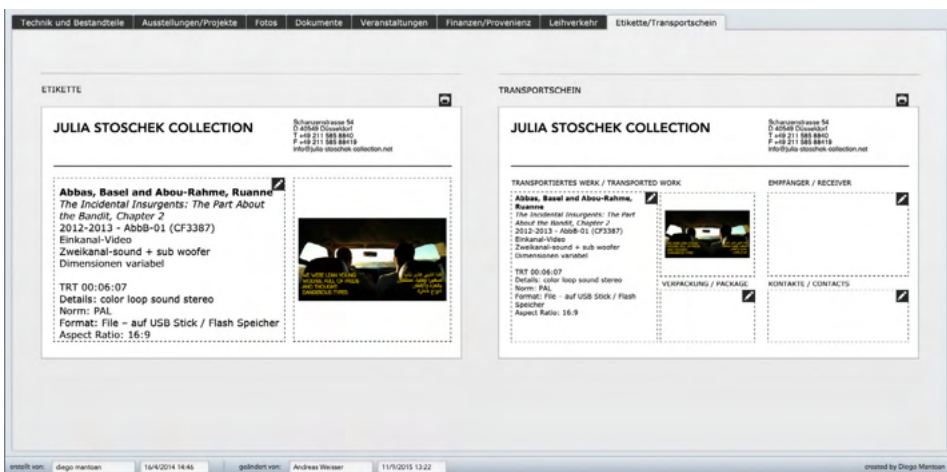 Technik und Bestandteile
Ausstellungen/Projekte
Fotos
Dokumente
Veranstaltungen
Finanzen/Provenienz
Leihverkehr
Etikette/Transportschein
ETIKETTE
JULIA STOSCHEK COLLECTION
Schanzenstrasse 54
D 40549 Düsseldorf
T +49 211 585 8840
F +49 211 585 88419
info@julia-stoschek-collection.net
Abbas, Basel and Abou-Rahme, Ruanne
The Incidental Insurgents: The Part About
the Bandit, Chapter 2
2012-2013 - AbbB-01 (CF3387)
Einkanal-Video
Zweikanal-sound + sub woofer
Dimensionen variabel
TRT 00:06:07
Details: color loop sound stereo
Norm: PAL
Format: File – auf USB Stick / Flash Speicher
Aspect Ratio: 16:9
WE WERE LEAN YOUNG
WOLVES, FULL OF PRIDE
AND THOUGHT
DANGEROUS TYPES
TRANSPORTSCHEIN
JULIA STOSCHEK COLLECTION
Schanzenstrasse 54
D 40549 Düsseldorf
T +49 211 585 8840
F +49 211 585 88419
info@julia-stoschek-collection.net
TRANSPORTIERTES WERK / TRANSPORTED WORK
Abbas, Basel and Abou-Rahme,
Ruanne
The Incidental Insurgents: The Part
About the Bandit, Chapter 2
2012-2013 - AbbB-01 (CF3387)
Einkanal-Video
Zweikanal-sound + sub woofer
Dimensionen variabel
TRT 00:06:07
Details: color loop sound stereo
Norm: PAL
Format: File – auf USB Stick / Flash
Speicher
Aspect Ratio: 16:9
VERPACKUNG / PACKAGE
EMPFÄNGER / RECEIVER
KONTAKTE / CONTACTS
erstellt von:
diego mantoan
16/4/2014 14:46
geändert von:
Andreas Weisser
11/9/2015 13:22
created by Diego Mantoan